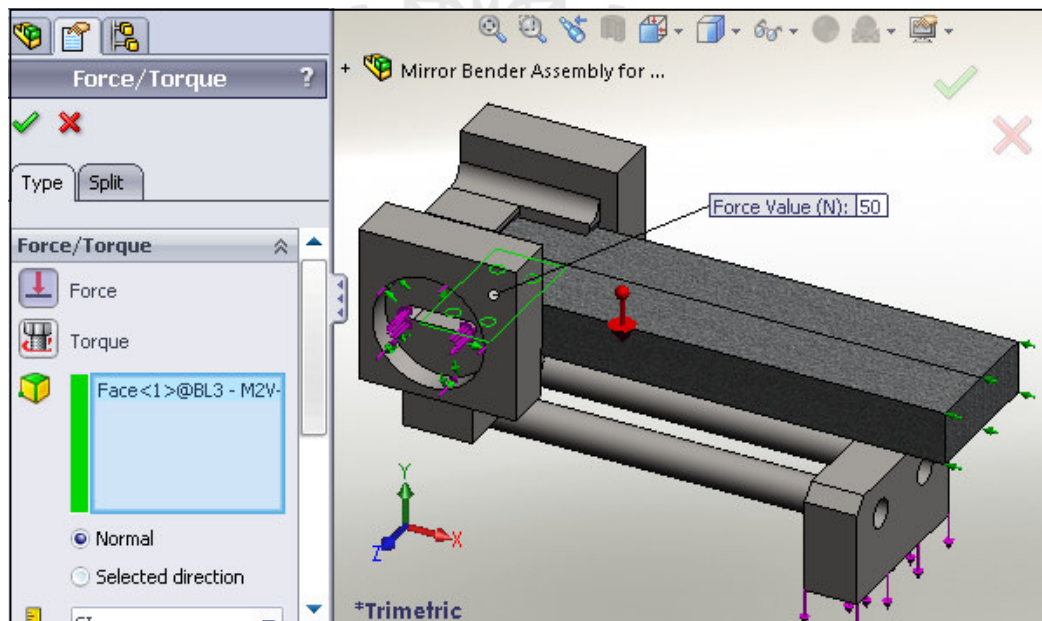 Force/Torque ?
Mirror Bender Assembly for ...
Type Split
Force/Torque
Force
Torque
Force Value (N): 50
Face<1>@BL3 - M2V-
Normal
Selected direction
SI
Y
X
Z
*Trimetric